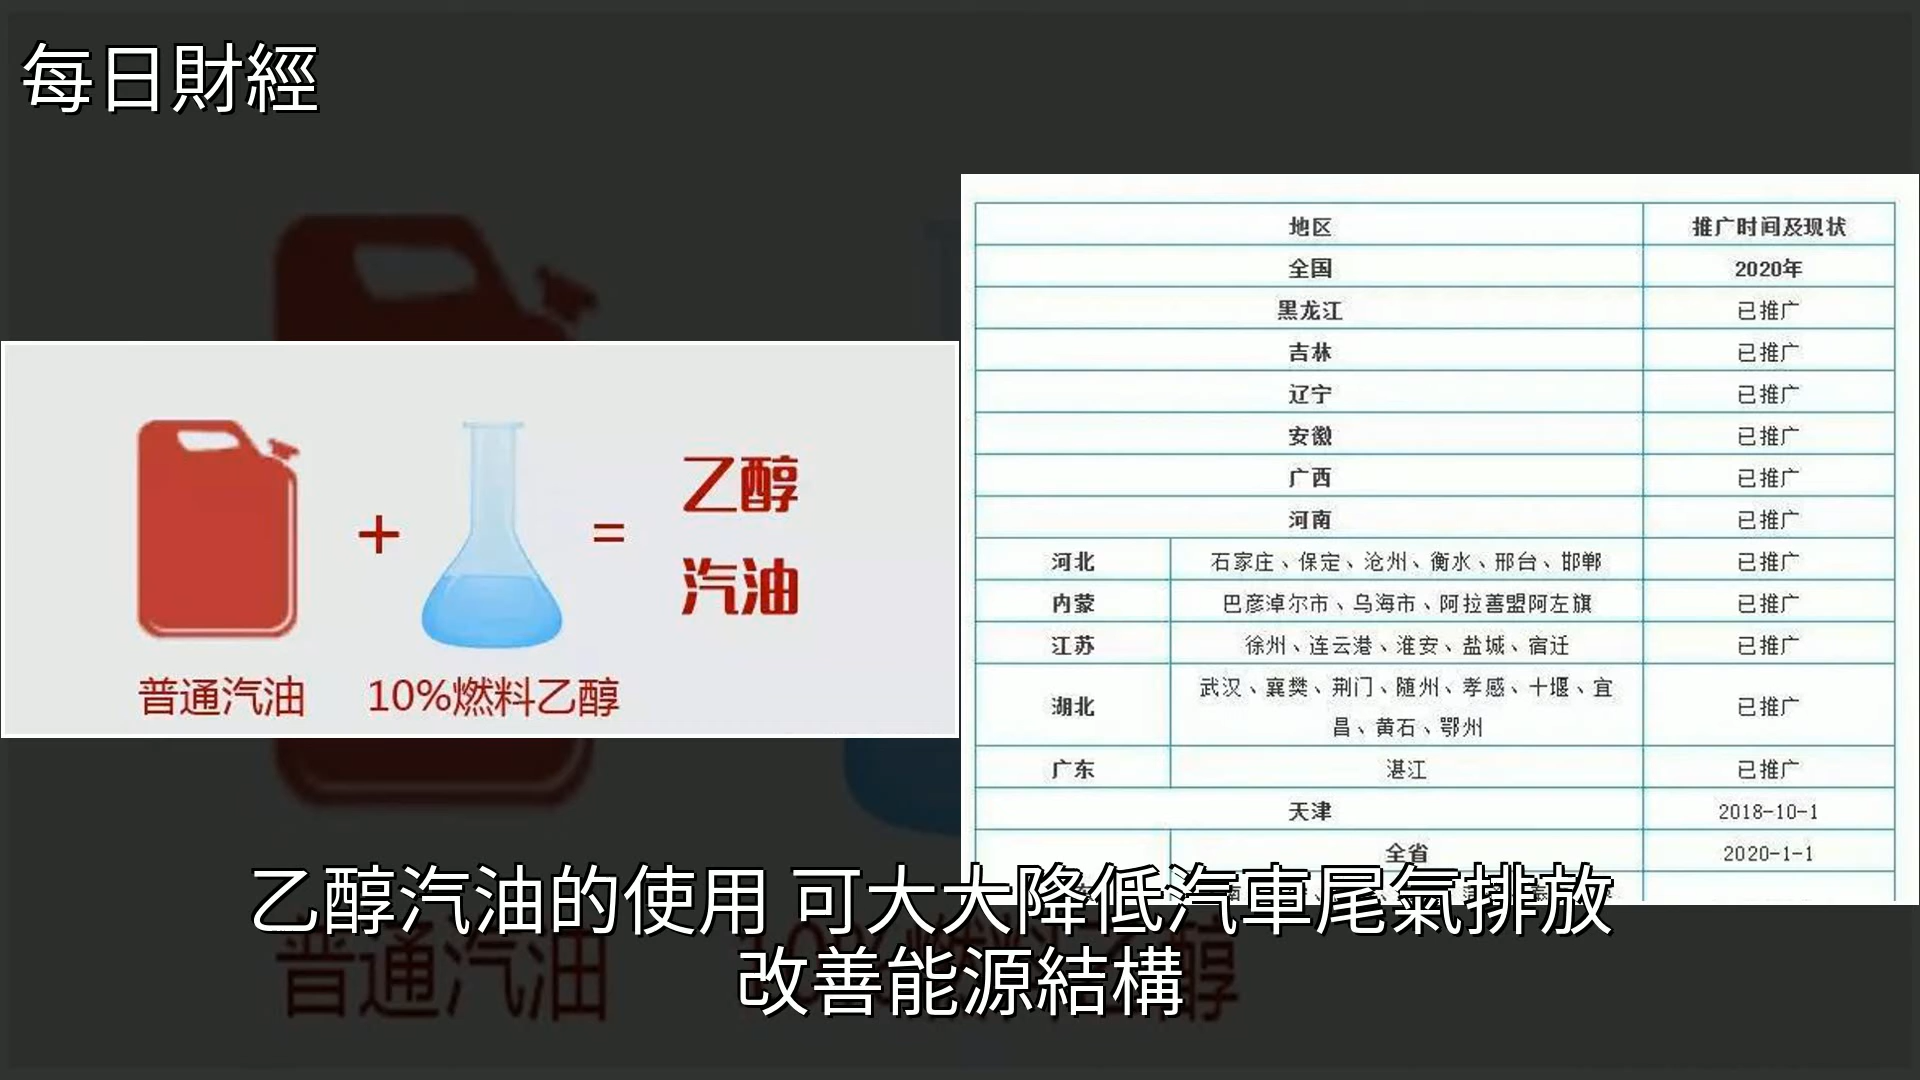 每日財經
乙醇
汽油
普通汽油
10%燃料乙醇
地区 推广时间及现状
全国 2020年
黑龙江 已推广
吉林 已推广
辽宁 已推广
安徽 已推广
广西 已推广
河南 已推广
河北 石家庄、保定、沧州、衡水、邢台、邯郸 已推广
内蒙 巴彦淖尔市、乌海市、阿拉善盟阿左旗 已推广
江苏 徐州、连云港、淮安、盐城、宿迁 已推广
湖北 武汉、襄樊、荆门、随州、孝感、十堰、宜 已推广
昌、黄石、鄂州
广东 湛江 已推广
天津 2018-10-1
全省 2020-1-1
乙醇汽油的使用 可大大降低汽車尾氣排放
改善能源結構
普通汽油